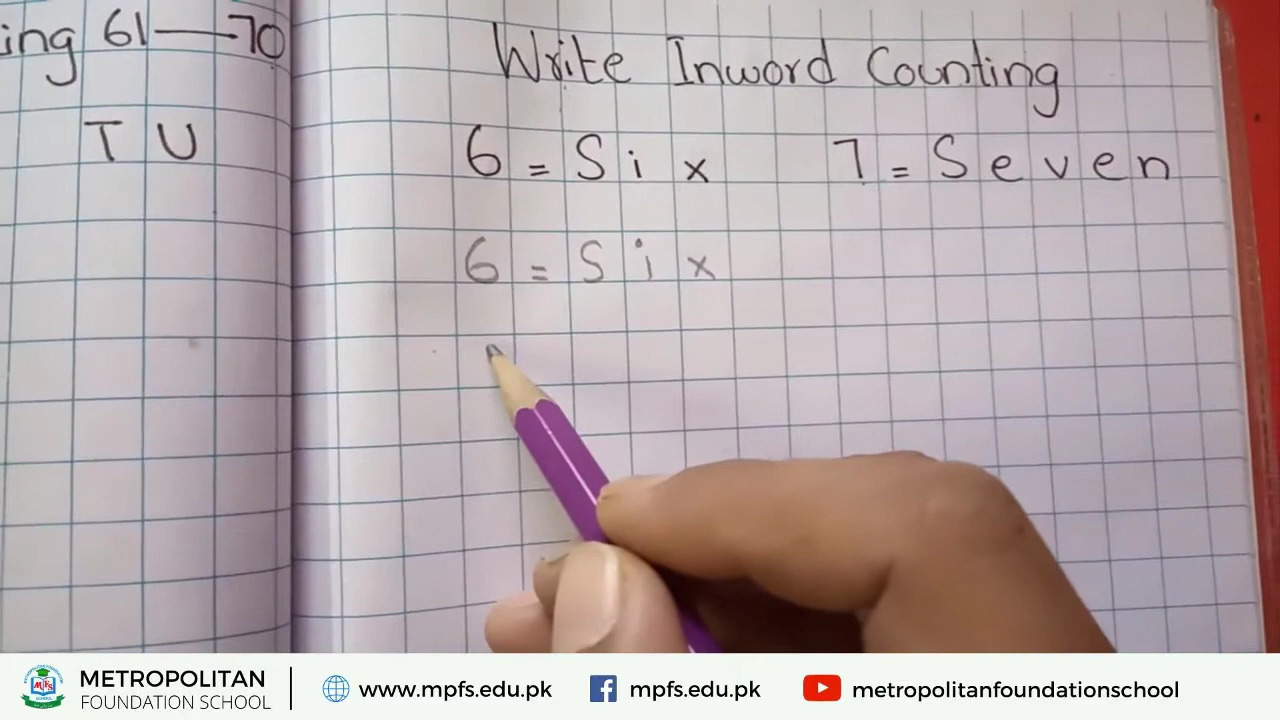 ing 61—70
T U
Write Inword Counting
6 = Six 7 = Seven
6 = Six
METROPOLITAN
FOUNDATION SCHOOL
www.mpfs.edu.pk
mpfs.edu.pk
metropolitanfoundationschool